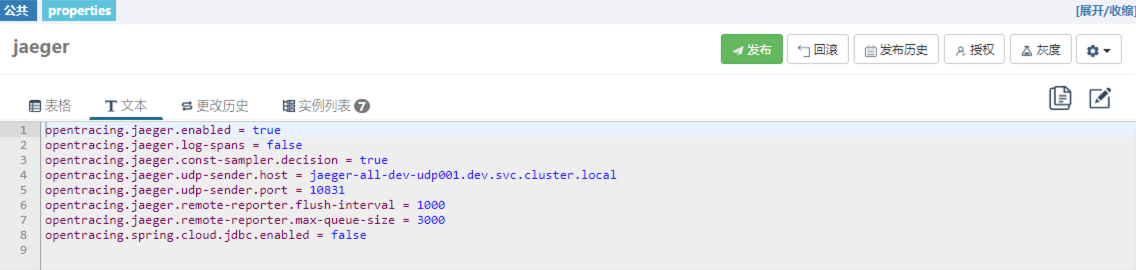 公共 properties [展开/收缩]
jaeger 发布 回滚 发布历史 授权 灰度
表格 文本 更改历史 实例列表 7
1 opentracing.jaeger.enabled = true
2 opentracing.jaeger.log-spans = false
3 opentracing.jaeger.const-sampler.decision = true
4 opentracing.jaeger.udp-sender.host = jaeger-all-dev-udp001.dev.svc.cluster.local
5 opentracing.jaeger.udp-sender.port = 10831
6 opentracing.jaeger.remote-reporter.flush-interval = 1000
7 opentracing.jaeger.remote-reporter.max-queue-size = 3000
8 opentracing.spring.cloud.jdbc.enabled = false
9